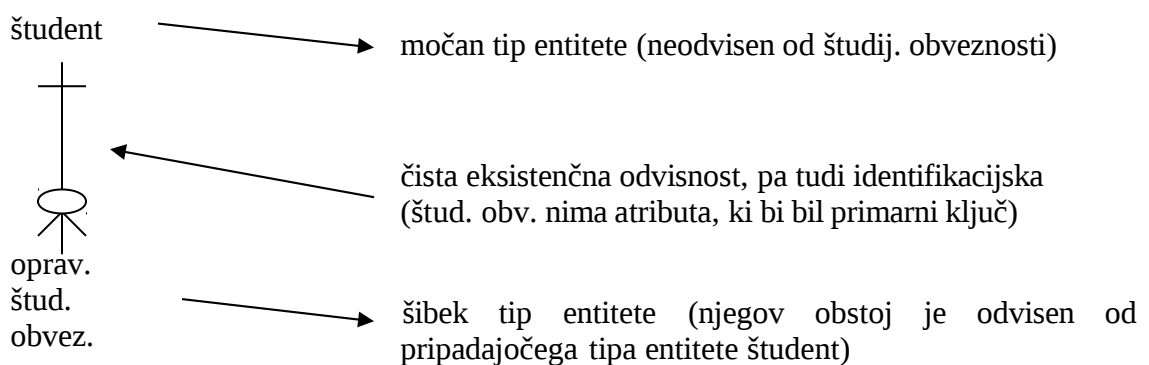 študent
močan tip entitete (neodvisen od študij. obveznosti)
čista eksistenčna odvisnost, pa tudi identifikacijska
(štud. obv. nima atributa, ki bi bil primarni ključ)
oprav.
štud.
obvez.
šibek tip entitete (njegov obstoj je odvisen od
pripadajočega tipa entitete študent)